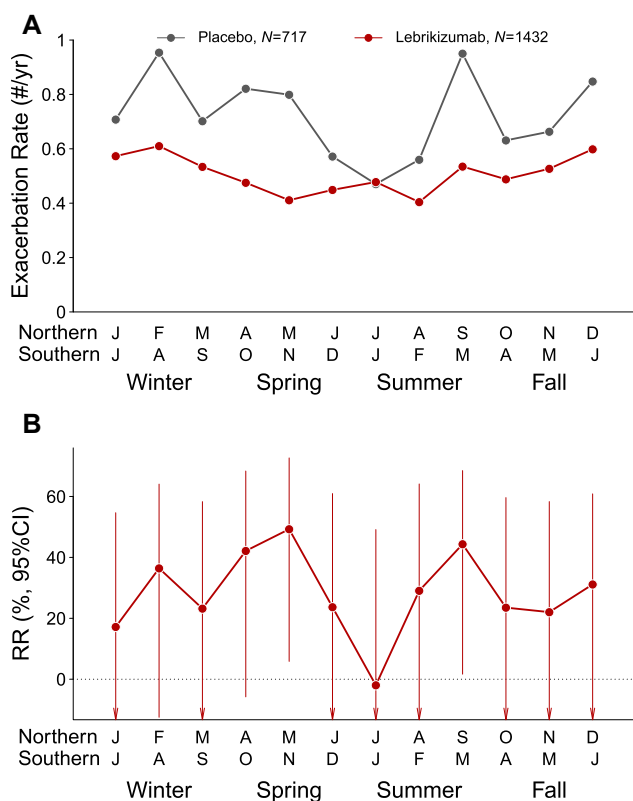 A
Placebo, N=717 Lebrikizumab, N=1432
Exacerbation Rate (#/yr)
1
0.8
0.6
0.4
0.2
0
Northern J F M A M J J A S O N D
Southern J A S O N D J F M A M J
Winter Spring Summer Fall
B
RR (%, 95%CI)
60
40
20
0
Northern J F M A M J J A S O N D
Southern J A S O N D J F M A M J
Winter Spring Summer Fall